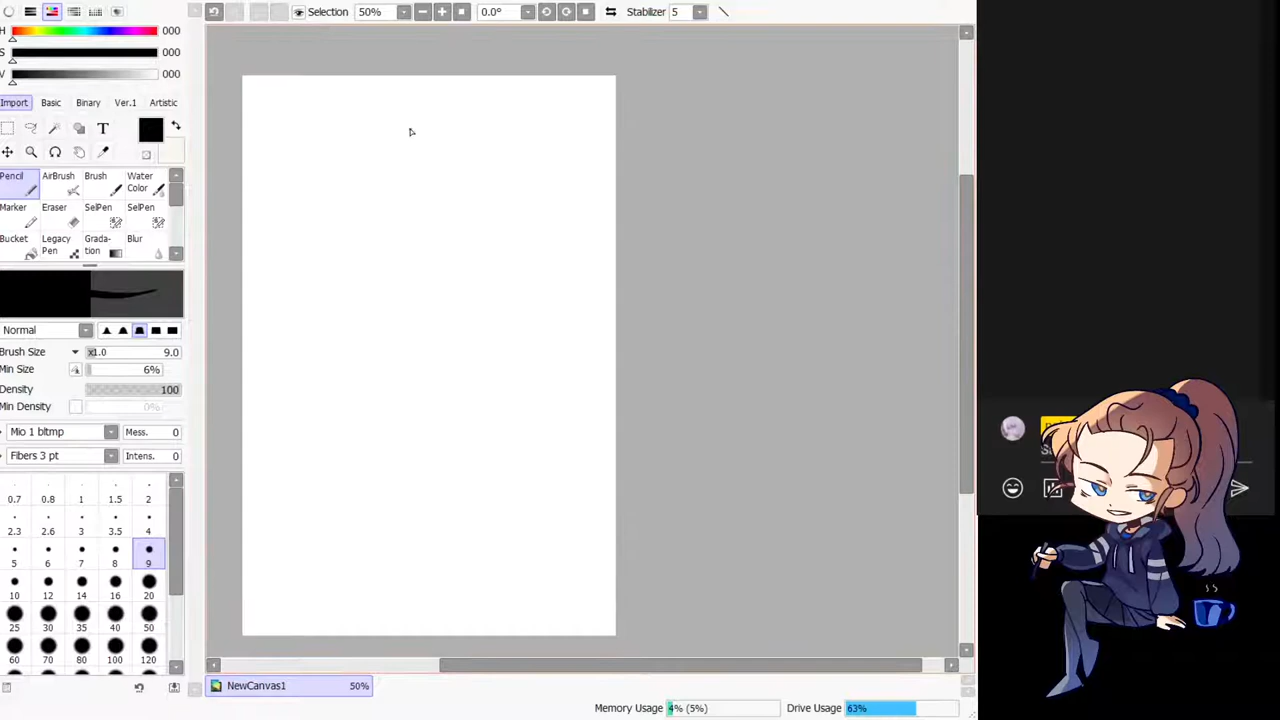 Selection 50% 0.0° Stabilizer 5
H 000
S 000
V 000
Import Basic Binary Ver.1 Artistic
T
Pencil AirBrush Brush Water Color
Marker Eraser SelPen SelPen
Bucket Legacy Pen Grada-tion Blur
Normal
Brush Size x1.0 9.0
Min Size 6%
Density 100
Min Density 0%
Mio 1 bltmp Mess. 0
Fibers 3 pt Intens. 0
0.7 0.8 1 1.5 2
2.3 2.6 3 3.5 4
5 6 7 8 9
10 12 14 16 20
25 30 35 40 50
60 70 80 100 120
NewCanvas1 50%
Memory Usage 4% (5%) Drive Usage 63%